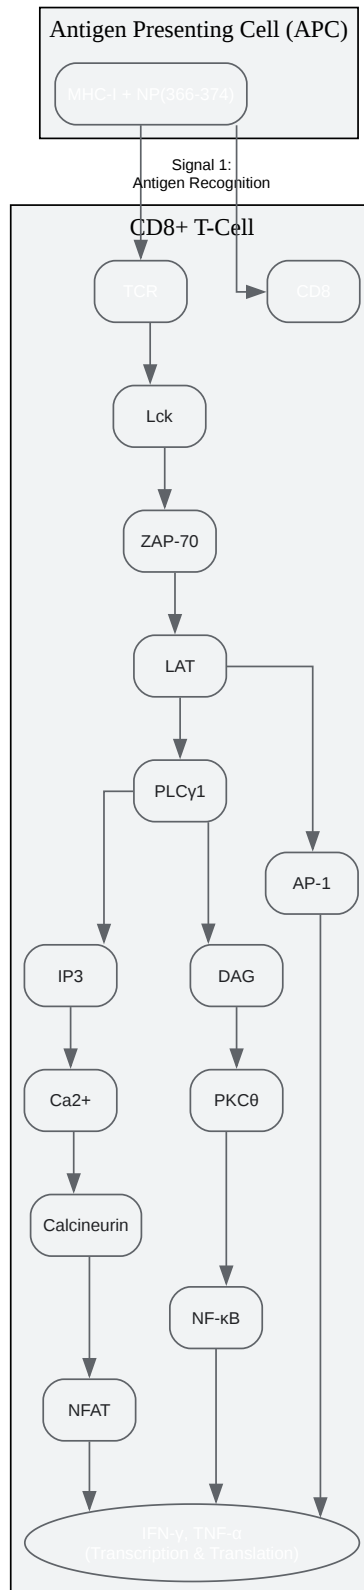 Antigen Presenting Cell (APC)
MHC-I + NP(366-374)
Signal 1:
Antigen Recognition
CD8+ T-Cell
TCR
CD8
Lck
ZAP-70
LAT
PLCγ1
AP-1
IP3
DAG
Ca2+
PKCθ
Calcineurin
NF-κB
NFAT
IFN-γ, TNF-α
(Transcription & Translation)